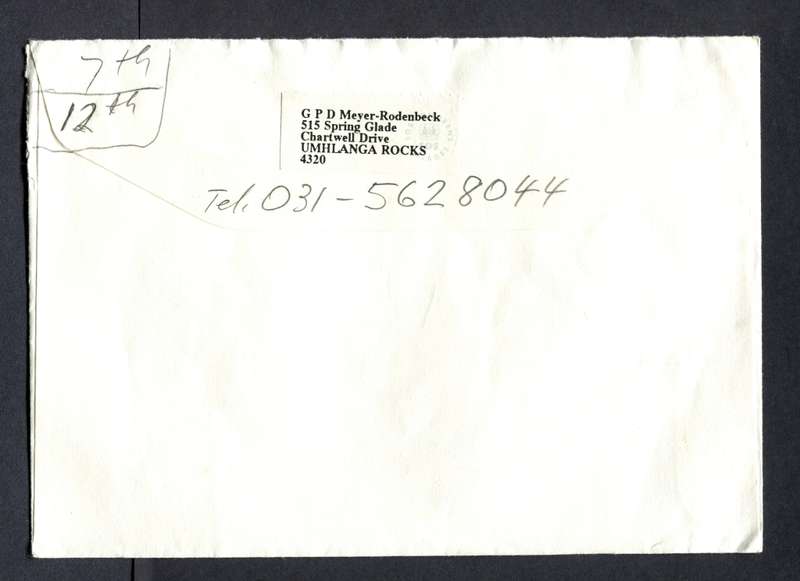 7th
12th
G P D Meyer-Rodenbeck
515 Spring Glade
Chartwell Drive
UMHLANGA ROCKS
4320
Tel. 031-5628044